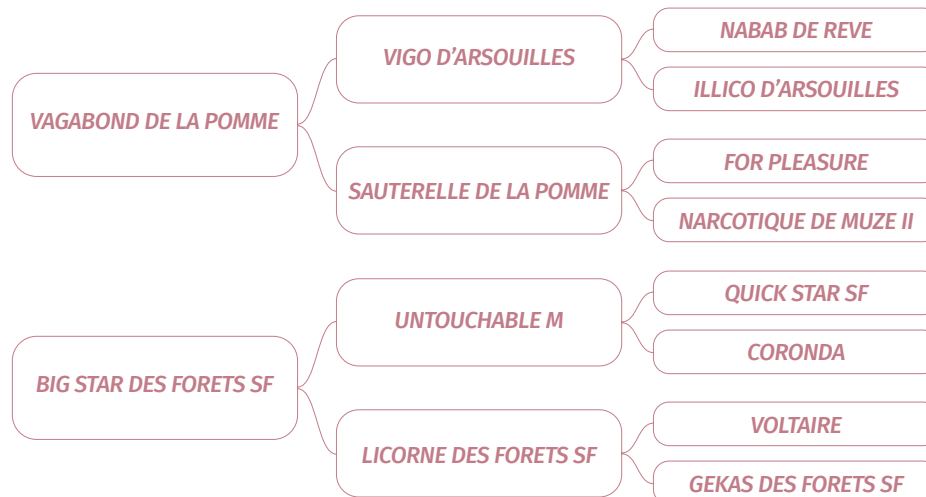 NABAB DE REVE
VIGO D'ARSOUILLES
ILLICO D'ARSOUILLES
VAGABOND DE LA POMME
FOR PLEASURE
SAUTERELLE DE LA POMME
NARCOTIQUE DE MUZE II
QUICK STAR SF
UNTOUCHABLE M
CORONDA
BIG STAR DES FORETS SF
VOLTAIRE
LICORNE DES FORETS SF
GEKAS DES FORETS SF